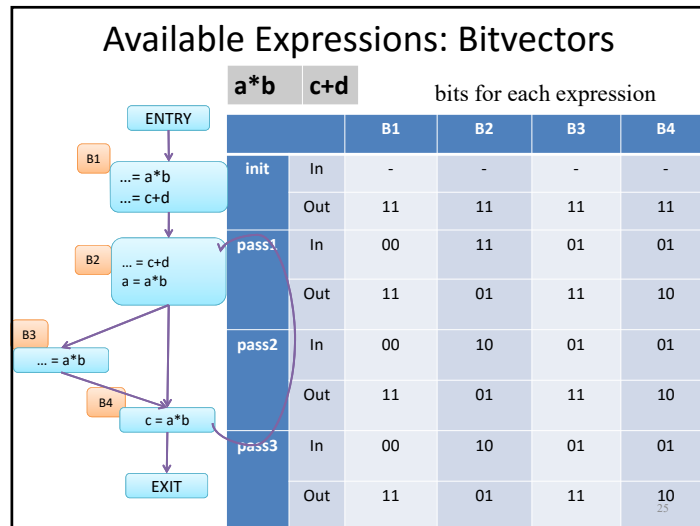 Available Expressions: Bitvectors
a*b c+d
bits for each expression
ENTRY
B1
...= a*b
...= c+d
B2
... = c+d
a = a*b
B3
... = a*b
B4
c = a*b
EXIT
B1 B2 B3 B4
init In - - - -
Out 11 11 11 11
pass1 In 00 11 01 01
Out 11 01 11 10
pass2 In 00 10 01 01
Out 11 01 11 10
pass3 In 00 10 01 01
Out 11 01 11 10
25